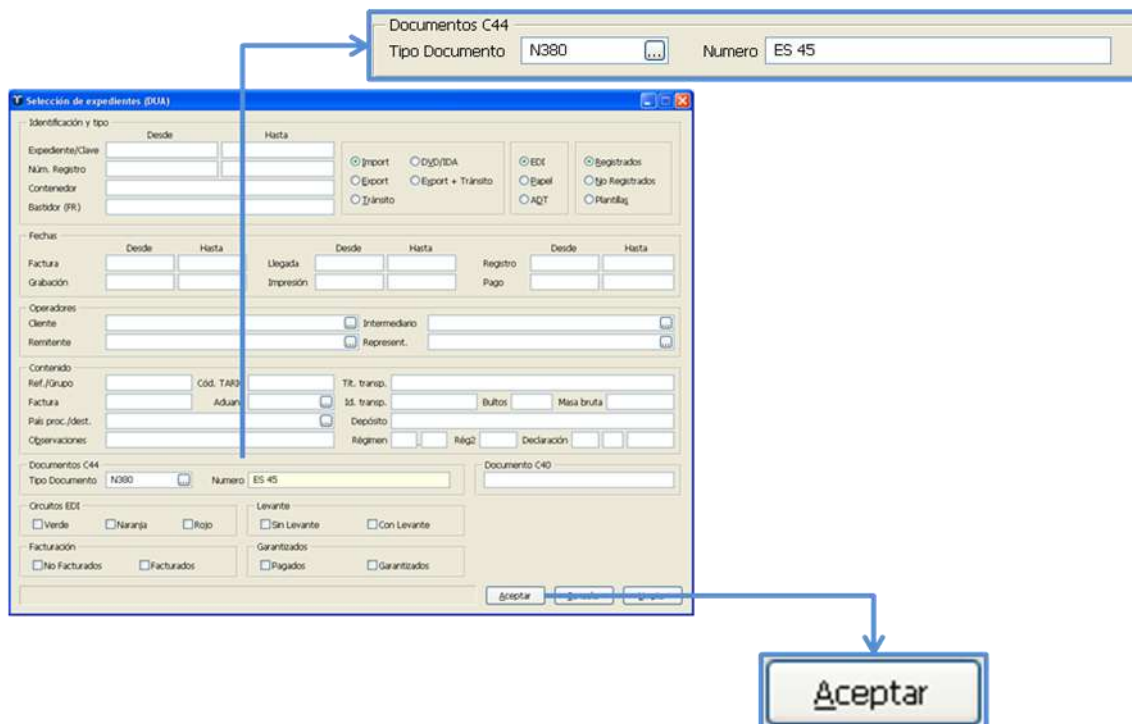 Documentos C44
Tipo Documento N380 ... Numero ES 45
Selección de expedientes (DUA)
Identificación y tipo
Desde Hasta
Expediente/Clave
Núm. Registro
Contenedor
Bastidor (FR)
Import DVD/IDA EDI Registrados
Export Export + Tránsito Papel No Registrados
Tránsito ADT Plantillas
Fechas
Desde Hasta Desde Hasta Desde Hasta
Factura Llegada Registro
Grabación Impresión Pago
Operadores
Cliente ... Intermediario ...
Remitente ... Represent. ...
Contenido
Ref./Grupo Cód. TARIC Tit. transp.
Factura Aduan ... Id. transp. Bultos Masa bruta
País proc./dest. ... Depósito
Observaciones Régimen Rég2 Declaración
Documentos C44 Documento C40
Tipo Documento N380 ... Numero ES 45
Circuitos EDI Levante
Verde Naranja Rojo Sin Levante Con Levante
Facturación Garantizados
No Facturados Facturados Pagados Garantizados
Aceptar
Aceptar